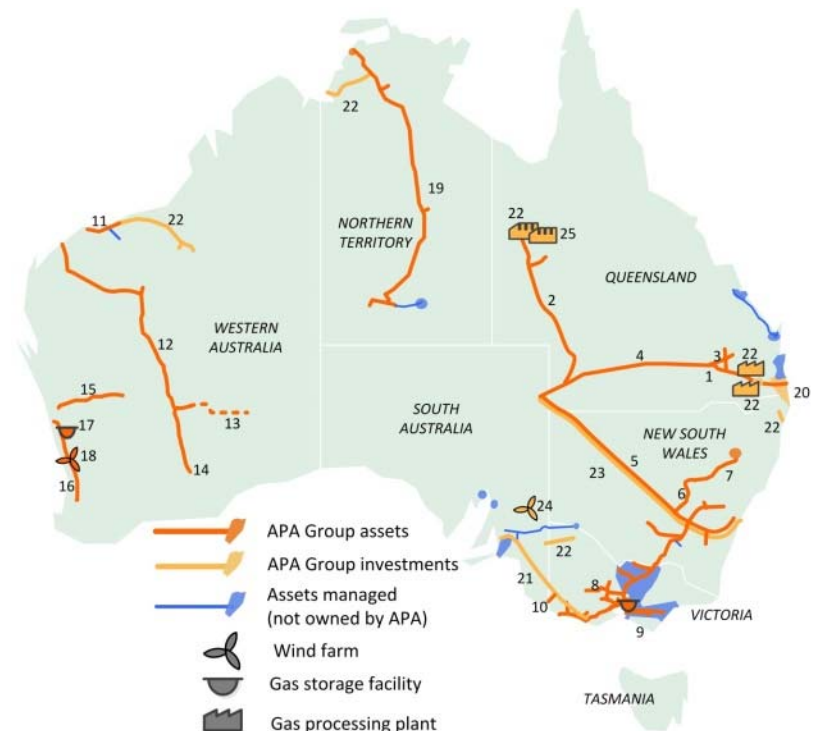 22
19
NORTHERN
TERRITORY
22
25
QUEENSLAND
2
11
22
WESTERN
AUSTRALIA
12
4
3
22
1
22
20
22
15
13
SOUTH
AUSTRALIA
17
18
16
14
NEW SOUTH
WALES
5
23
7
6
24
22
21
8
10
9
VICTORIA
TASMANIA
APA Group assets
APA Group investments
Assets managed
(not owned by APA)
Wind farm
Gas storage facility
Gas processing plant